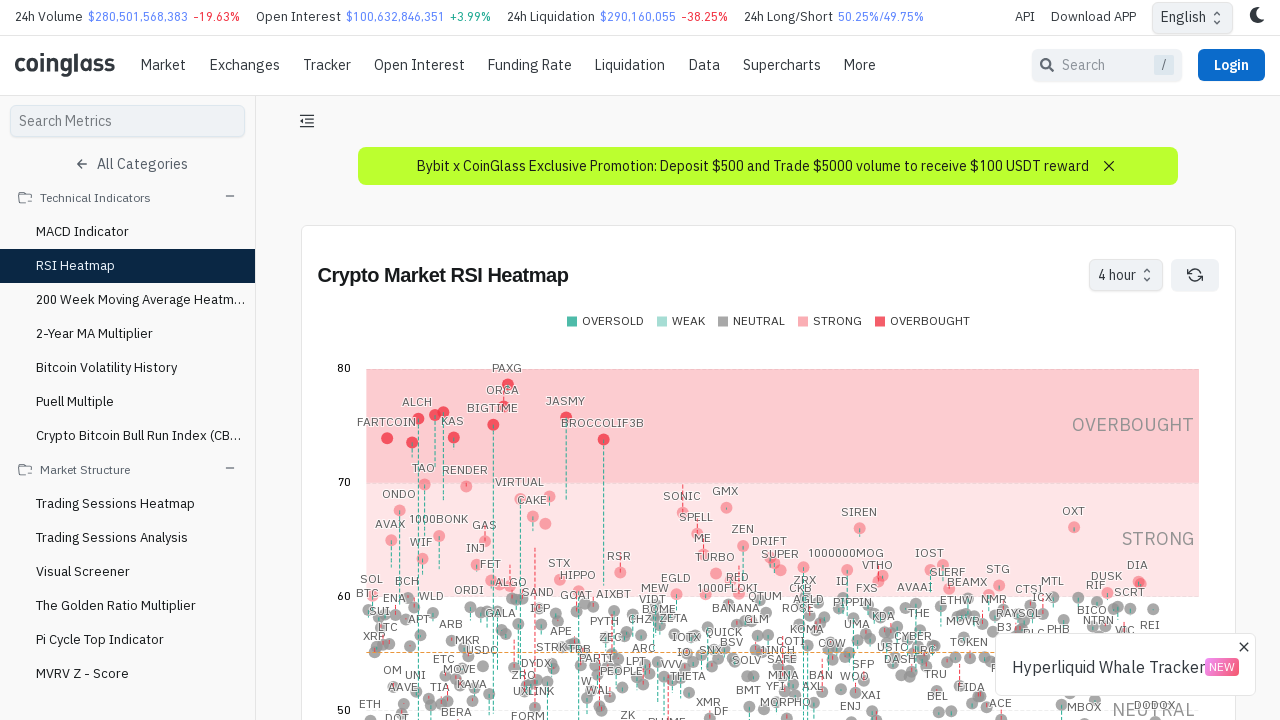 24h Volume $280,501,568,383 -19.63% Open Interest $100,632,846,351 +3.99% 24h Liquidation $290,160,055 -38.25% 24h Long/Short 50.25%/49.75% API Download APP English
coinglass Market Exchanges Tracker Open Interest Funding Rate Liquidation Data Supercharts More Search / Login
Search Metrics
All Categories
Technical Indicators
MACD Indicator
RSI Heatmap
200 Week Moving Average Heatm...
2-Year MA Multiplier
Bitcoin Volatility History
Puell Multiple
Crypto Bitcoin Bull Run Index (CB...
Market Structure
Trading Sessions Heatmap
Trading Sessions Analysis
Visual Screener
The Golden Ratio Multiplier
Pi Cycle Top Indicator
MVRV Z - Score
Bybit x CoinGlass Exclusive Promotion: Deposit $500 and Trade $5000 volume to receive $100 USDT reward
Crypto Market RSI Heatmap
4 hour
OVERSOLD WEAK NEUTRAL STRONG OVERBOUGHT
80
PAXG
ORCA
ALCH BIGTIME JASMY
FARTCOIN KAS BROCCOLIF3B
OVERBOUGHT
TAO RENDER
70
VIRTUAL
ONDO CAKE SONIC GMX
AVAX 1000BONK GAS SPELL SIREN OXT
WIF ME ZEN DRIFT
STRONG
INJ FET STX RSR TURBO SUPER 1000000MOG VTHO IOST DIA
SOL BCH ALGO HIPPO EGLD RED ZRX ID SLERF STG MTL DUSK
BTC ENA WLD ORDI SAND GOAT AIXBT MEW 1000FLOKI QTUM CKB FXS AVAAI BEAMX CTSI RIF SCRT
60
SUI APT GALA ICP VIDT BOME BANANA ROSE AGLD PIPPIN THE ETHW NMR RAYSOL IGX BICO
LTC ARB APE PYTH CHZ ZETA GLM KOMA UMA KDA MOVR B3 PHB NTRN VIC REI
XRP MKR USDC STRK TRB ZEC ARC IOTX SNX QUICK BSV 1INCH COTI COW CYBER USTC LRC TOKEN
OM ETC MOVE DYDX PARTI LPT IO VVV SOLV SAFE SFP DASH
UNI ZRO PEOPLE THETA MINA BAN WOO TRU
AAVE TIA KAVA UXLINK WAL BMT YFI AXL XAI BEL FIDA
ETH BERA XMR MORPHO ENJ ACE MBOX DODOX
50
DOT FORM ZK DF
NEUTRAL
Hyperliquid Whale Tracker NEW